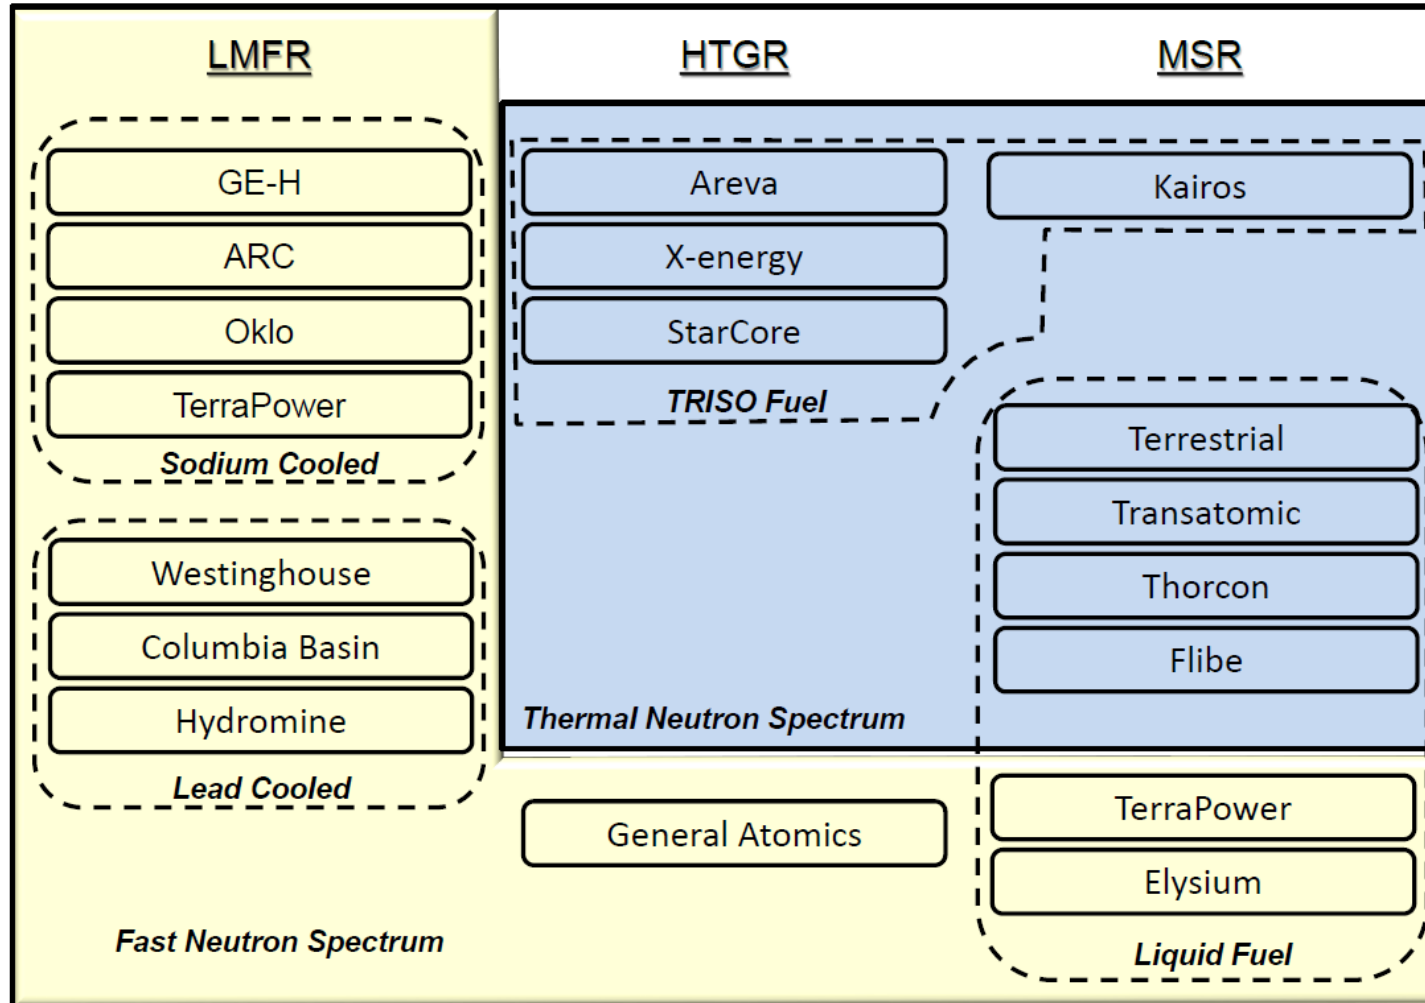 LMFR
HTGR
MSR
GE-H
ARC
Oklo
TerraPower
Sodium Cooled
Westinghouse
Columbia Basin
Hydromine
Lead Cooled
Fast Neutron Spectrum
Areva
X-energy
StarCore
TRISO Fuel
Thermal Neutron Spectrum
General Atomics
Kairos
Terrestrial
Transatomic
Thorcon
Flibe
TerraPower
Elysium
Liquid Fuel